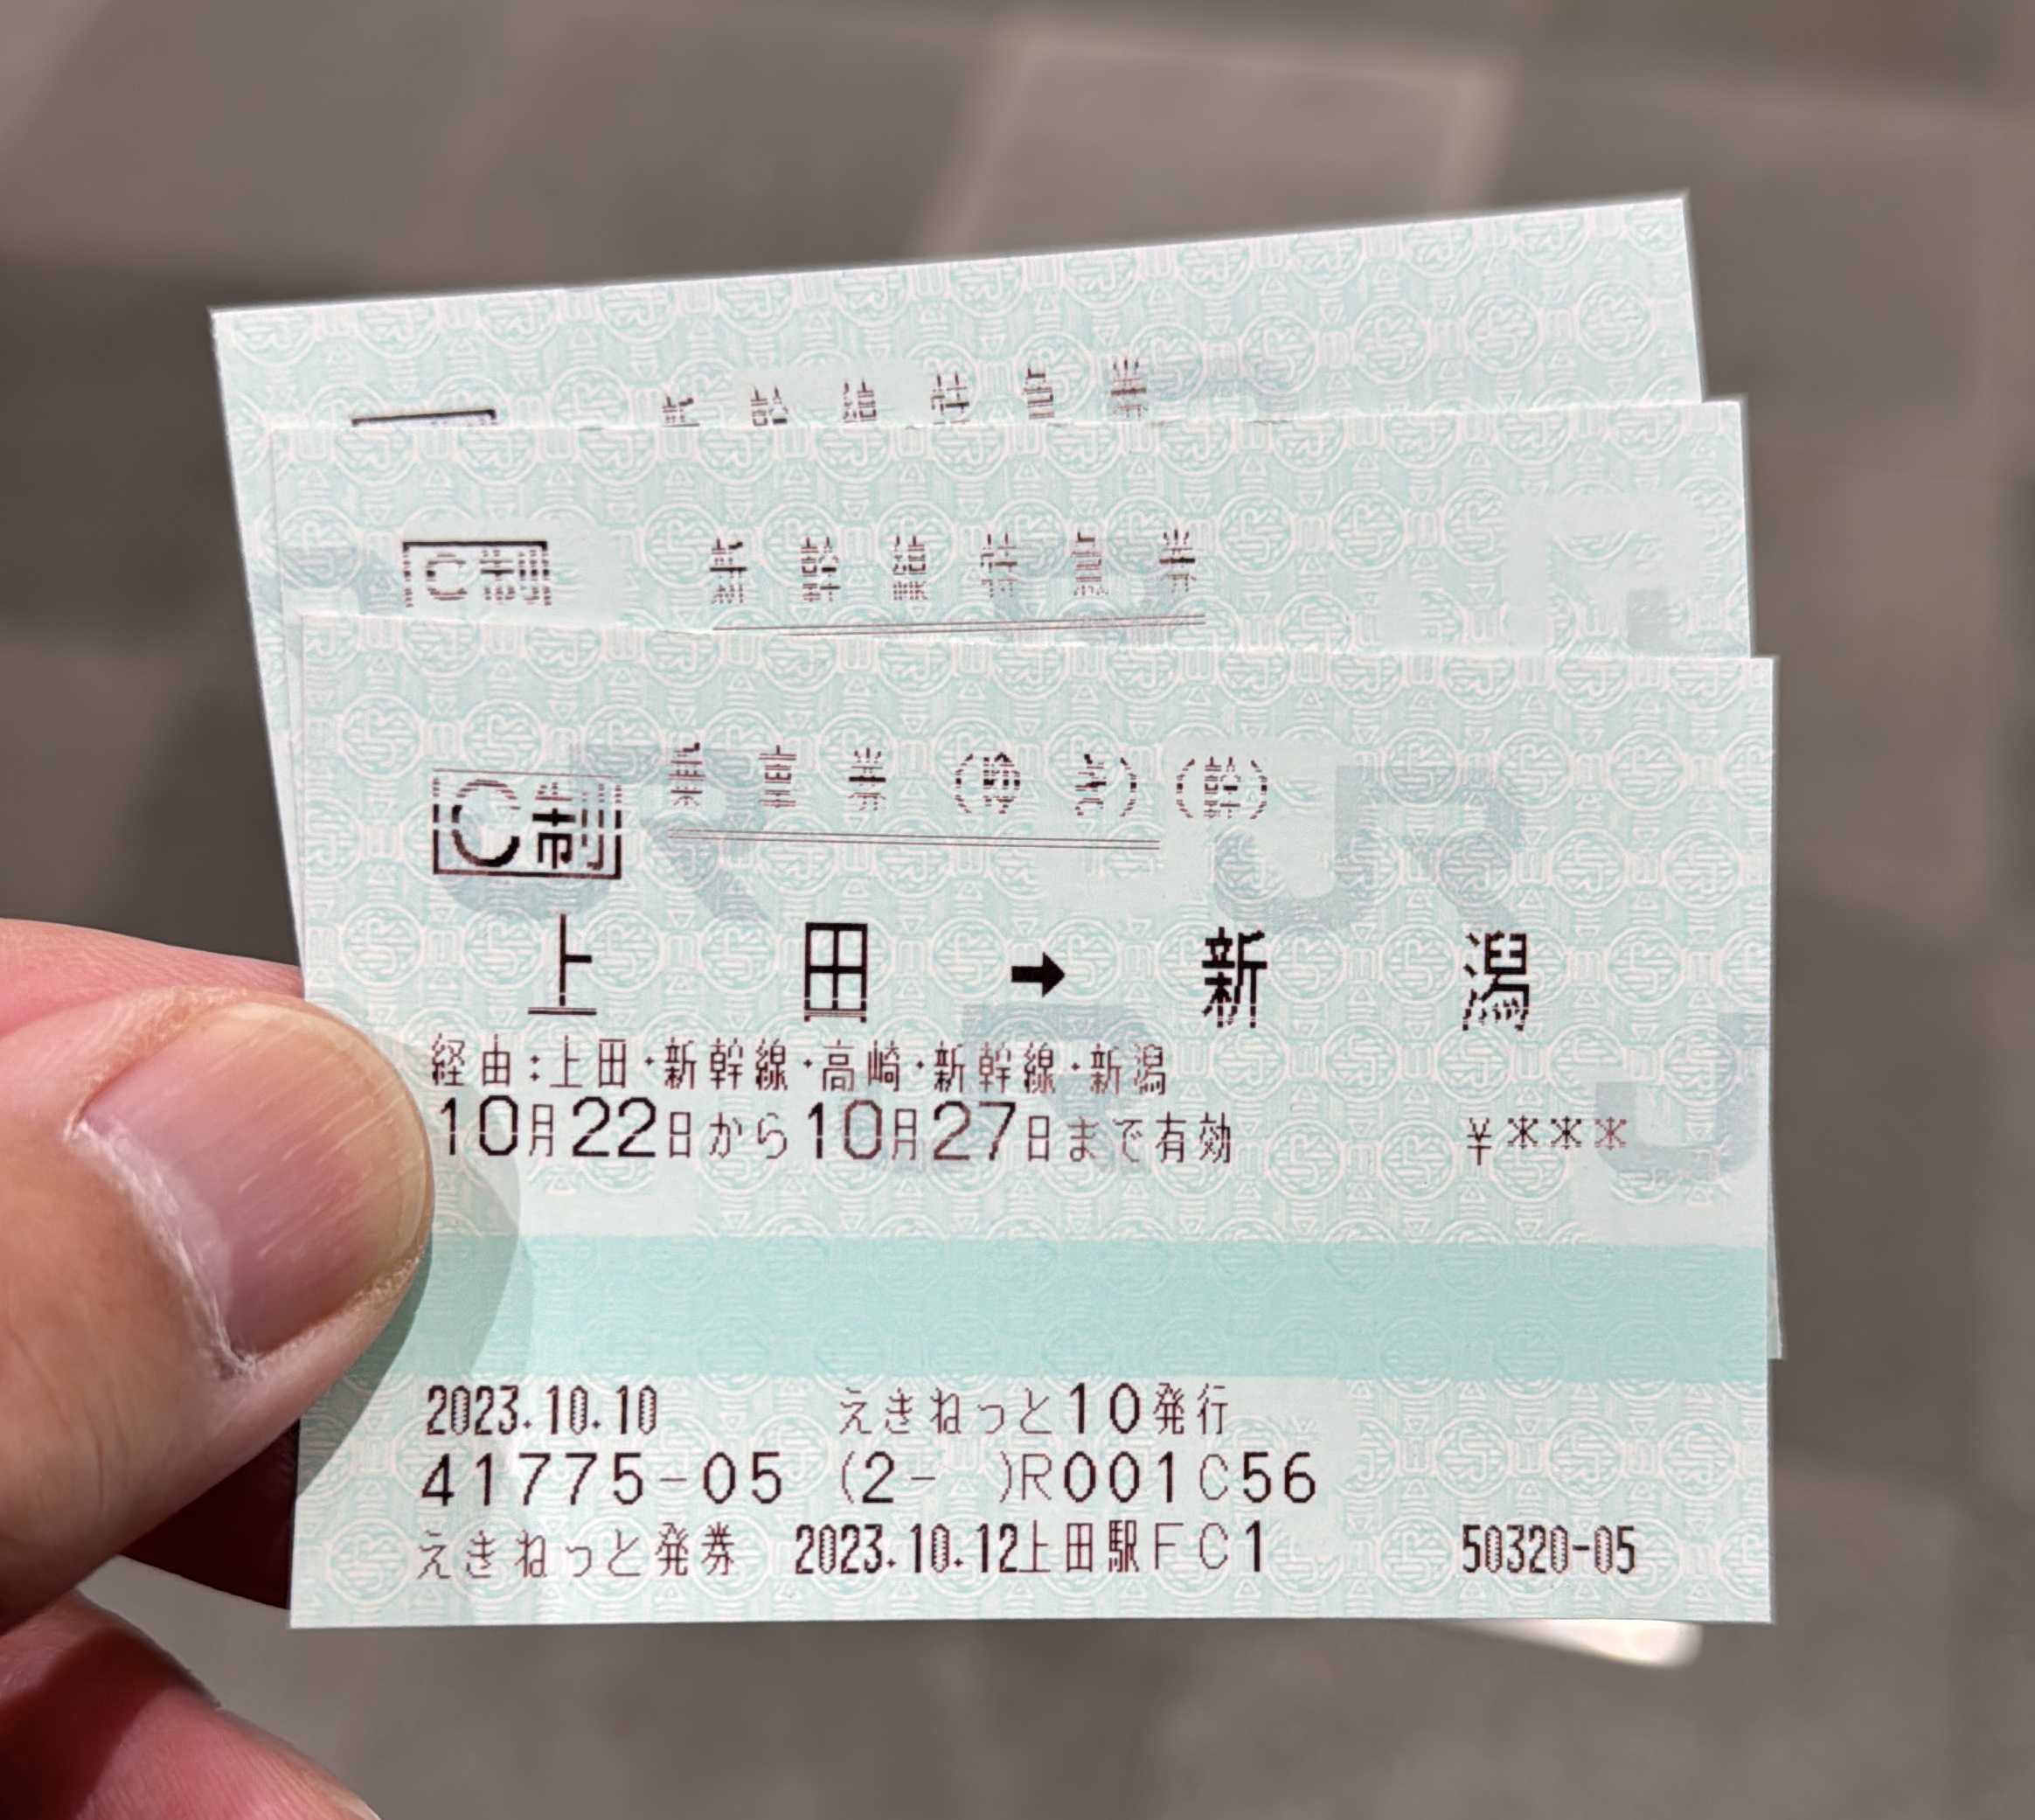 新幹線特急券
C制 新幹線特急券
C制 乗車券(ゆき)(幹)
上田➡新潟
経由:上田・新幹線・高崎・新幹線・新潟
10月22日から10月27日まで有効 ¥***
2023.10.10 えきねっと10発行
41775-05 (2- )R001C56
えきねっと発券 2023.10.12上田駅FC1 50320-05